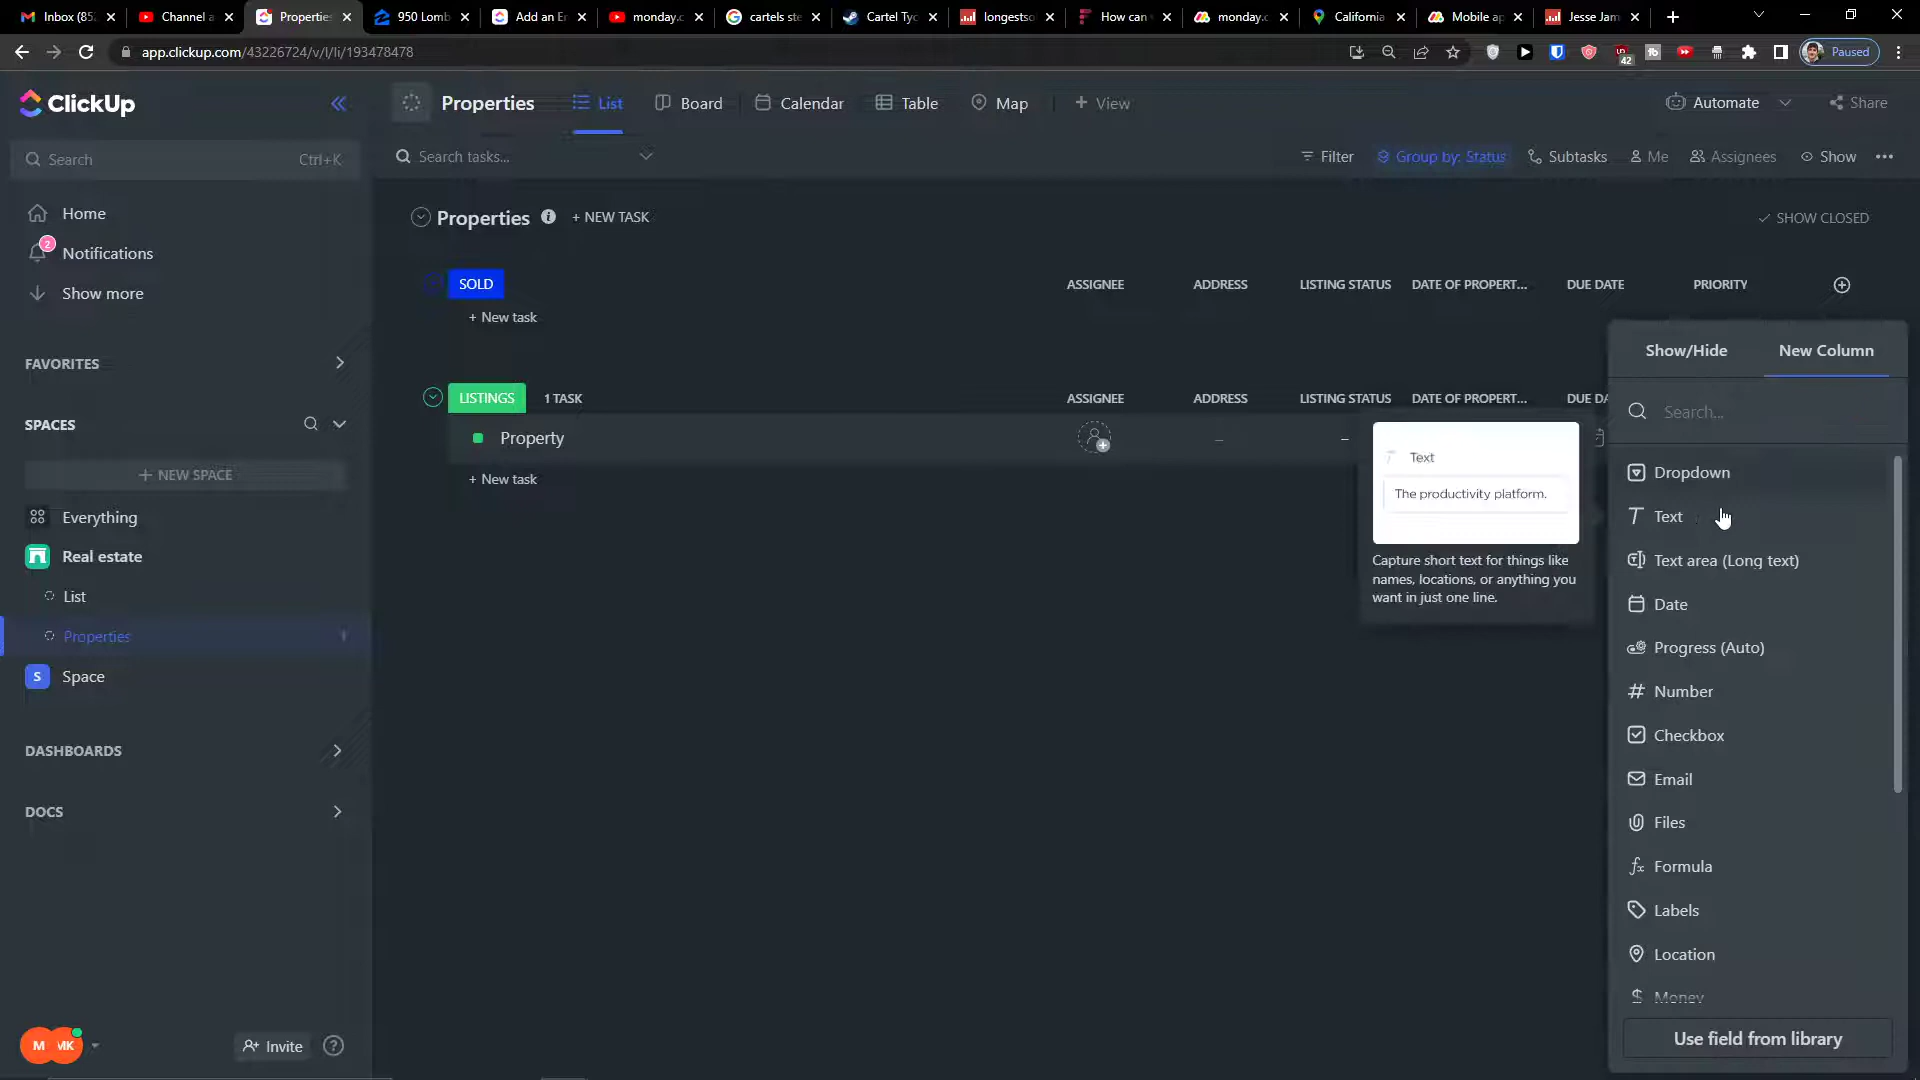 Inbox (85
Channel a
Properties
950 Lomb
Add an E
monday.c
cartels ste
Cartel Tyc
longestso
How can
monday.c
California
Mobile ap
Jesse Jam
app.clickup.com/43226724/v/l/li/193478478
42
Paused
ClickUp
Properties
List
Board
Calendar
Table
Map
+ View
Automate
Share
Search
Ctrl+K
Search tasks...
Filter
Group by: Status
Subtasks
Me
Assignees
Show
Home
2
Notifications
Show more
Properties
+ NEW TASK
SHOW CLOSED
SOLD
ASSIGNEE
ADDRESS
LISTING STATUS
DATE OF PROPERT...
DUE DATE
PRIORITY
+ New task
FAVORITES
Show/Hide
New Column
LISTINGS
1 TASK
ASSIGNEE
ADDRESS
LISTING STATUS
DATE OF PROPERT...
DUE DA
Search...
SPACES
Property
–
–
+ NEW SPACE
+ New task
Text
The productivity platform.
Capture short text for things like
names, locations, or anything you
want in just one line.
Dropdown
Text
Text area (Long text)
Date
Progress (Auto)
Number
Checkbox
Email
Files
Formula
Labels
Location
Money
Use field from library
Everything
Real estate
List
Properties
S
Space
DASHBOARDS
DOCS
M
MK
Invite